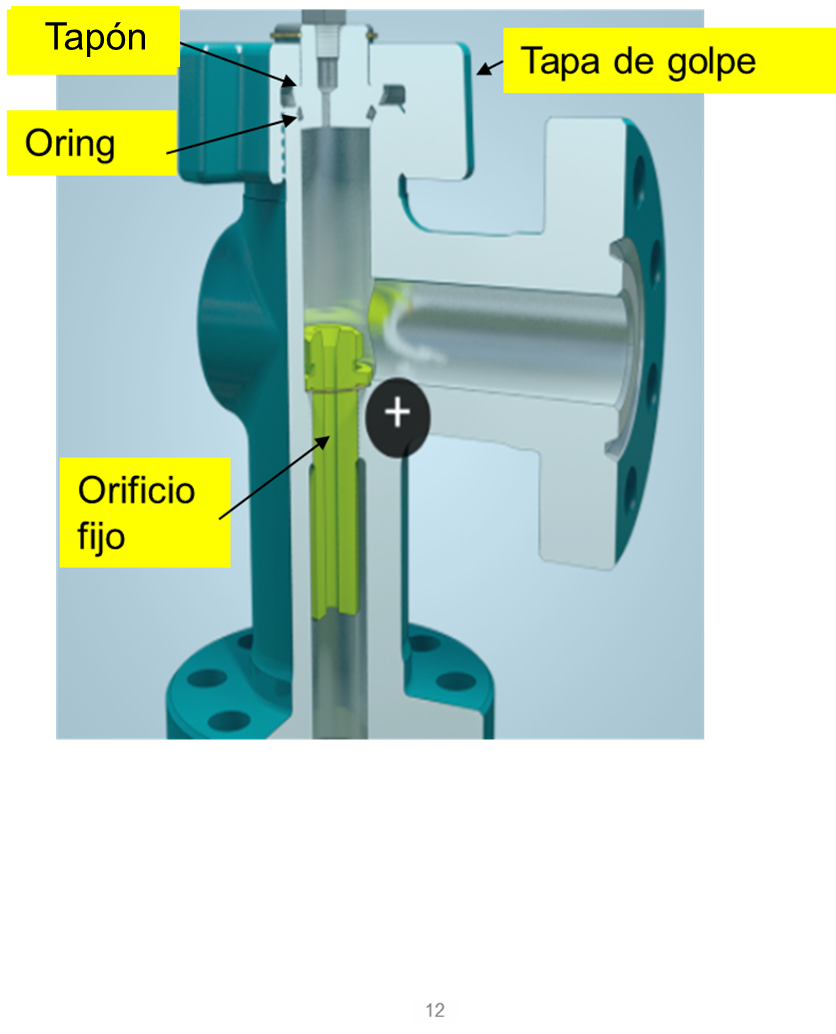 Tapón
Tapa de golpe
Oring
Orificio
fijo
12